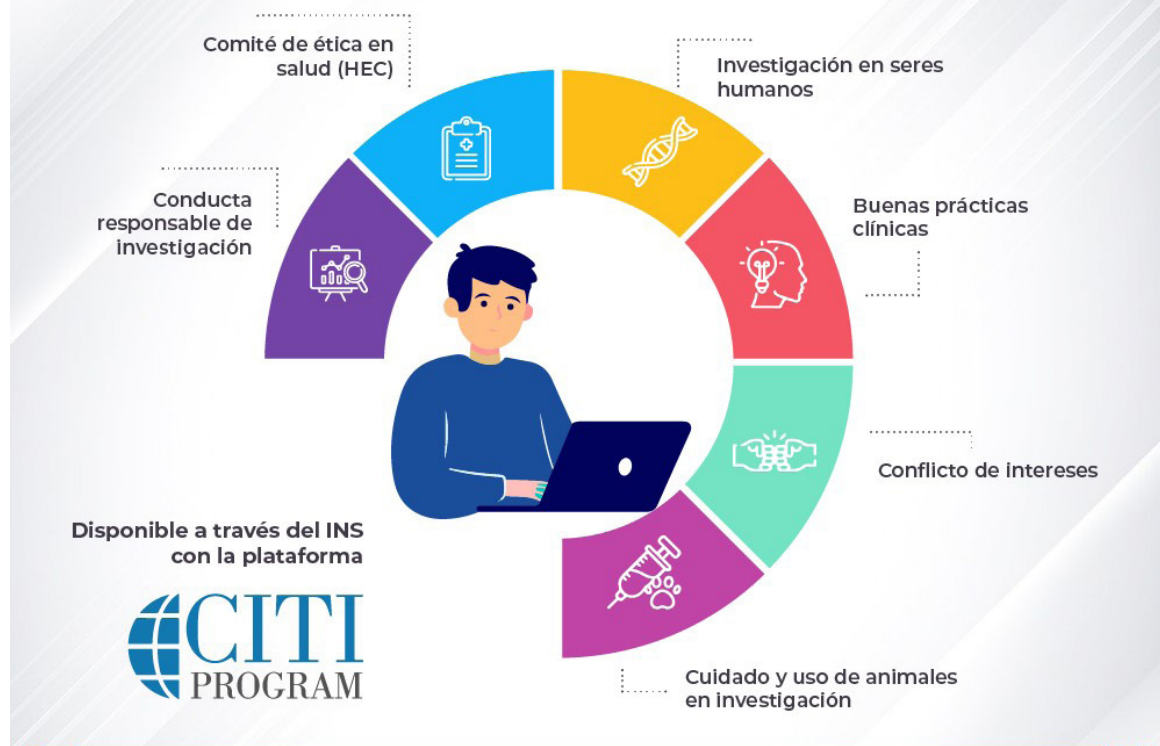 Comité de ética en
salud (HEC)
Investigación en seres
humanos
Conducta
responsable de
investigación
Buenas prácticas
clínicas
Conflicto de intereses
Disponible a través del INS
con la plataforma
CITI
PROGRAM
Cuidado y uso de animales
en investigación